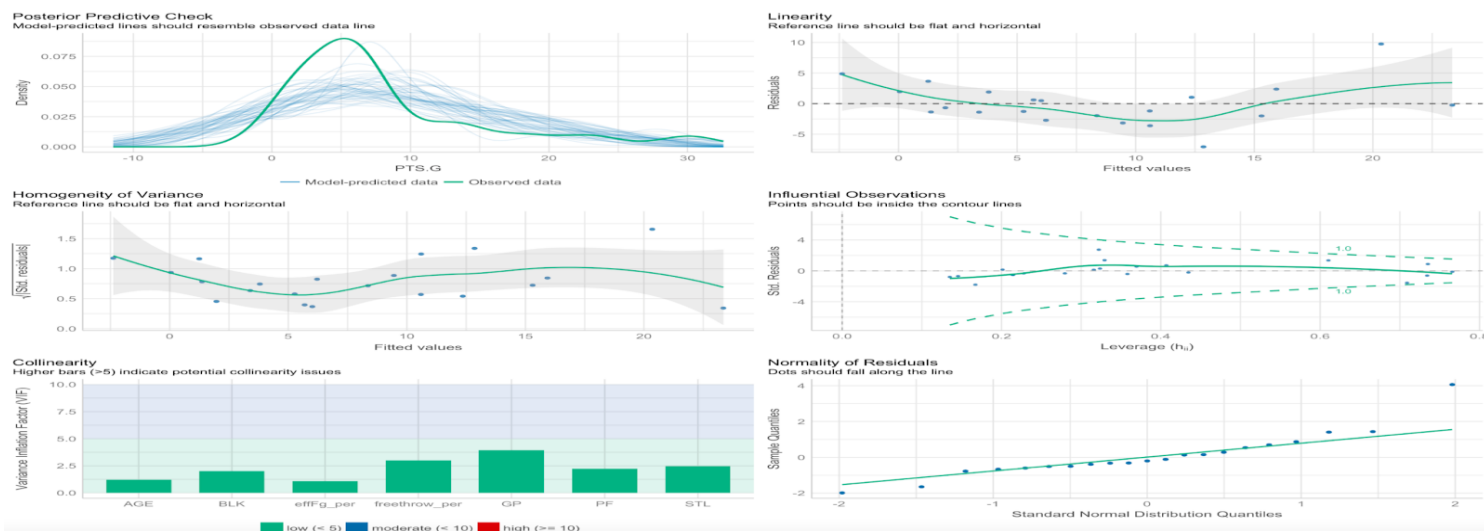 Posterior Predictive Check
Model-predicted lines should resemble observed data line
0.075
0.050
0.025
0.000
Density
-10
0
10
20
30
PTS.G
Model-predicted data
Observed data
Linearity
Reference line should be flat and horizontal
10
5
0
-5
Residuals
0
5
10
15
20
Fitted values
Homogeneity of Variance
Reference line should be flat and horizontal
1.5
1.0
0.5
0.0
√|Std. residuals|
0
5
10
15
20
Fitted values
Influential Observations
Points should be inside the contour lines
4
0
-4
Std. Residuals
1.0
1.0
0.0
0.2
0.4
0.6
0.8
Leverage (hᵢᵢ)
Collinearity
Higher bars (>5) indicate potential collinearity issues
10.0
7.5
5.0
2.5
0.0
Variance Inflation Factor (VIF)
AGE
BLK
effFg_per
freethrow_per
GP
PF
STL
low (< 5)
moderate (< 10)
high (>= 10)
Normality of Residuals
Dots should fall along the line
4
2
0
-2
Sample Quantiles
-2
-1
0
1
2
Standard Normal Distribution Quantiles